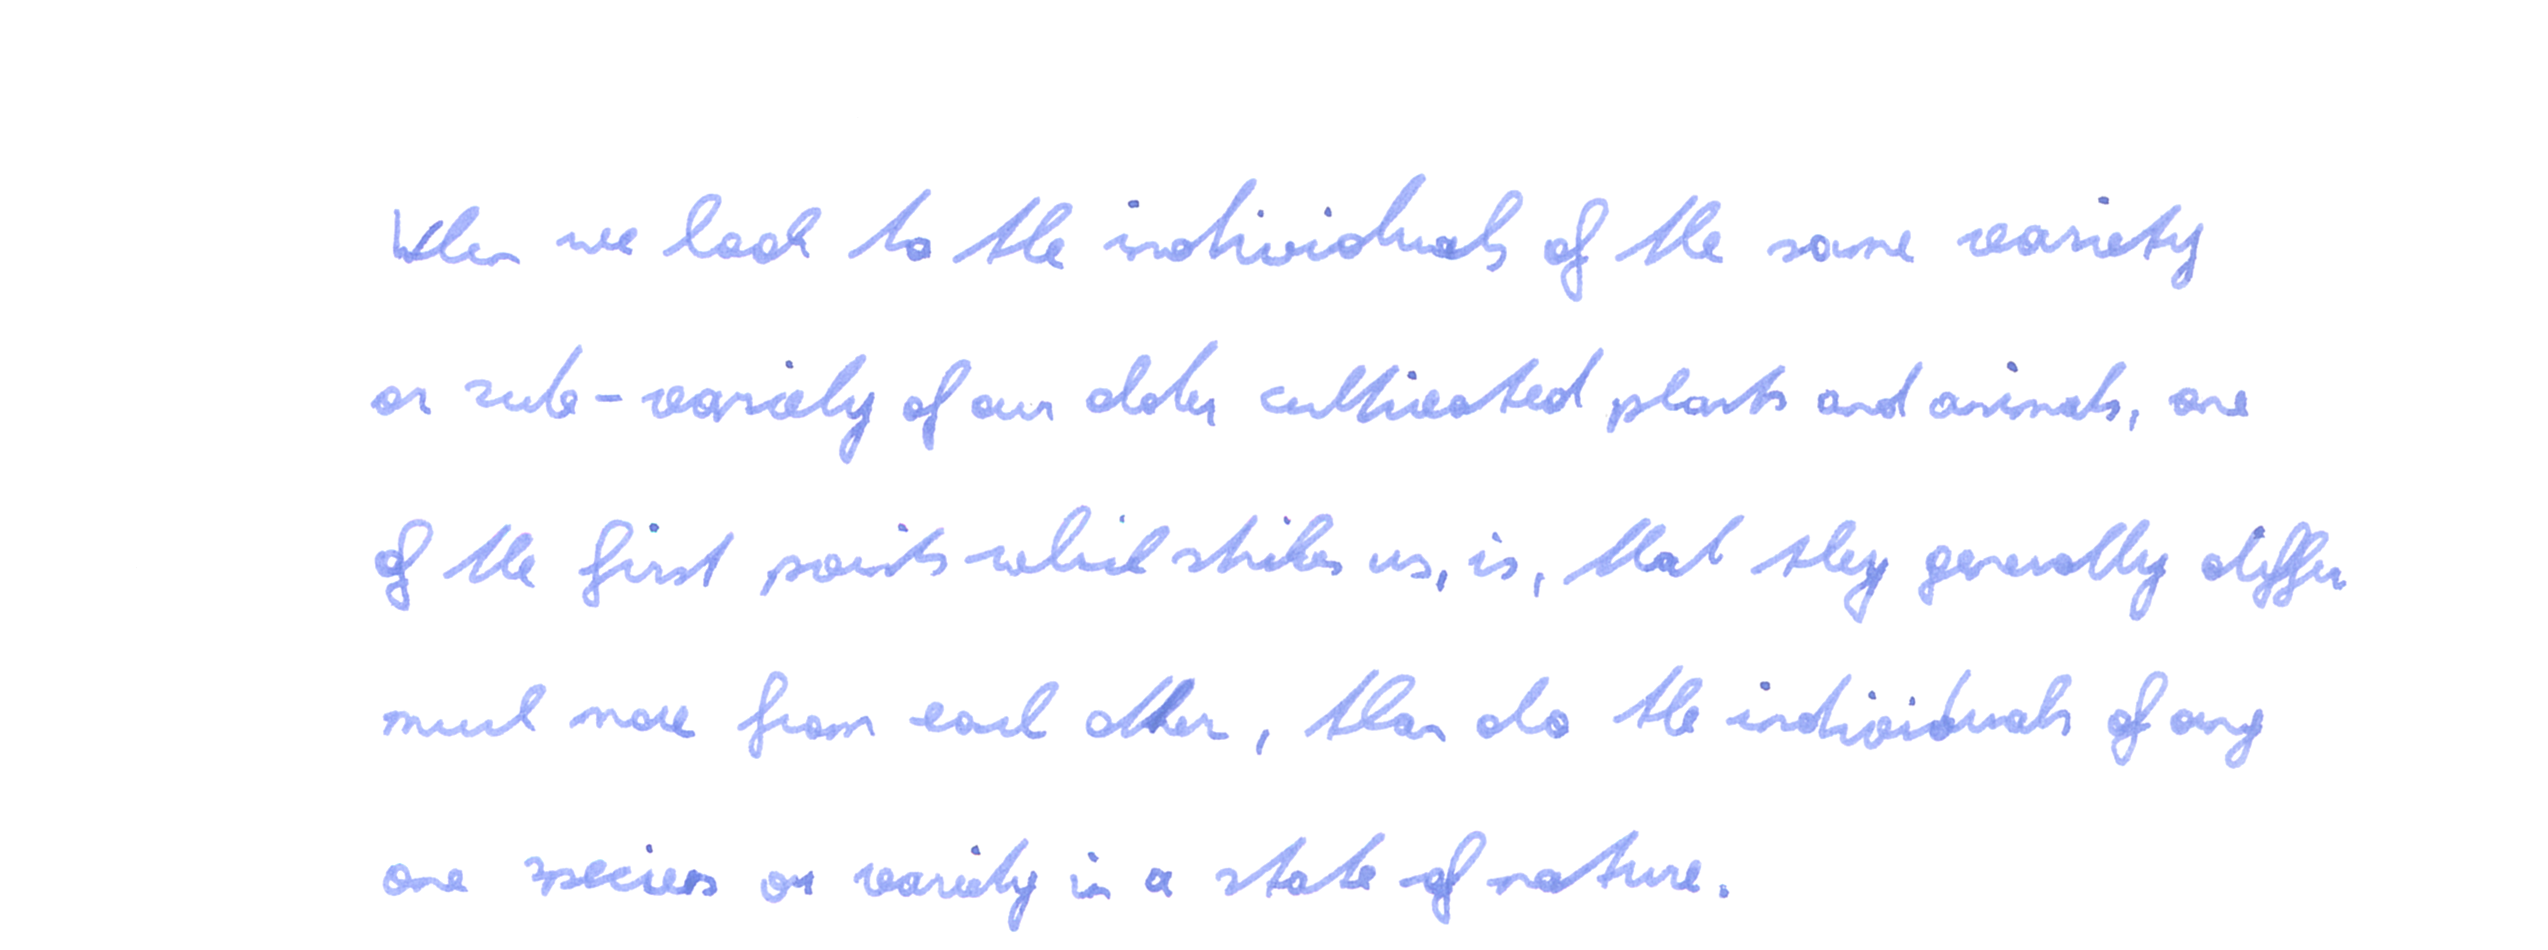 When we look to the individuals of the same variety
or sub-variety of our older cultivated plants and animals, one
of the first points which strikes us, is, that they generally differ
much more from each other, than do the individuals of any
one species or variety in a state of nature.